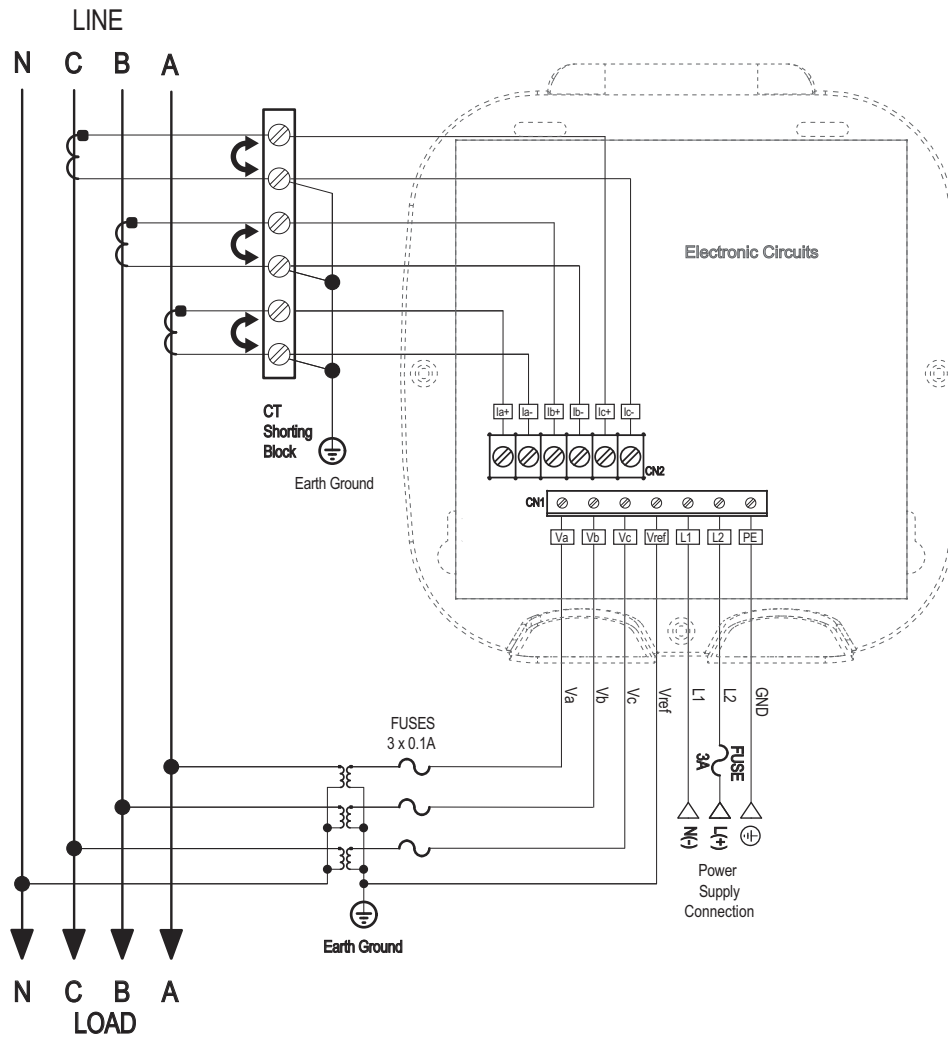 LINE
N C B A
Electronic Circuits
CT
Shorting
Block
Earth Ground
Ia+ Ia- Ib+ Ib- Ic+ Ic-
CN2
CN1
Va Vb Vc Vref L1 L2 PE
Va Vb Vc Vref L1 L2 GND
FUSES
3 x 0.1A
FUSE
3A
N(-) L(+)
Power
Supply
Connection
Earth Ground
N C B A
LOAD